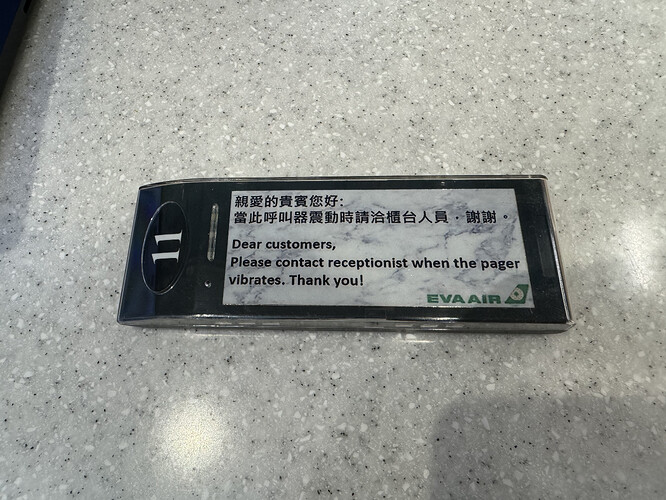 11
親愛的貴賓您好:
當此呼叫器震動時請洽櫃台人員．謝謝。
Dear customers,
Please contact receptionist when the pager
vibrates. Thank you!
EVA AIR